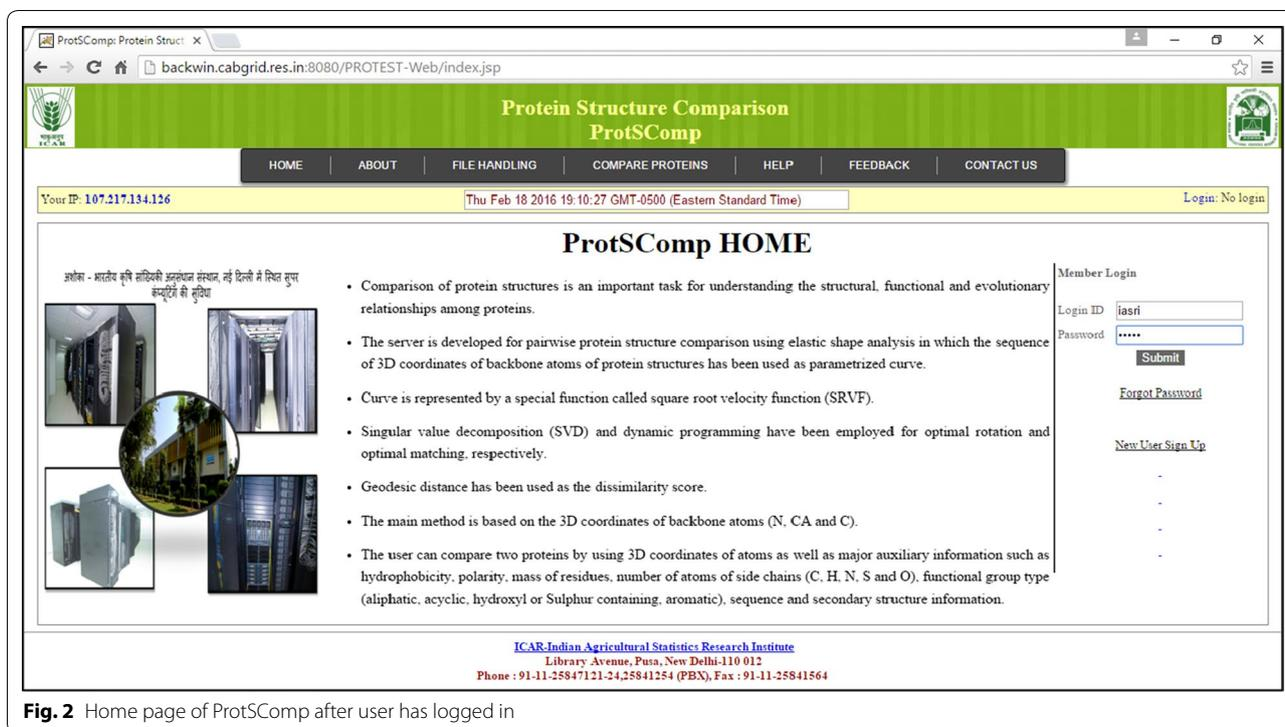 ProtSComp: Protein Struct
backwin.cabgrid.res.in:8080/PROTEST-Web/index.jsp
Protein Structure Comparison
ProtSComp
ICAR
HOME
ABOUT
FILE HANDLING
COMPARE PROTEINS
HELP
FEEDBACK
CONTACT US
Your IP: 107.217.134.126
Thu Feb 18 2016 19:10:27 GMT-0500 (Eastern Standard Time)
Login: No login
ProtSComp HOME
अशोका - भारतीय कृषि सांख्यिकी अनुसंधान संस्थान, नई दिल्ली में स्थित सुपर
कंप्यूटिंग की सुविधा
• Comparison of protein structures is an important task for understanding the structural, functional and evolutionary
relationships among proteins.
• The server is developed for pairwise protein structure comparison using elastic shape analysis in which the sequence
of 3D coordinates of backbone atoms of protein structures has been used as parametrized curve.
• Curve is represented by a special function called square root velocity function (SRVF).
• Singular value decomposition (SVD) and dynamic programming have been employed for optimal rotation and
optimal matching, respectively.
• Geodesic distance has been used as the dissimilarity score.
• The main method is based on the 3D coordinates of backbone atoms (N, CA and C).
• The user can compare two proteins by using 3D coordinates of atoms as well as major auxiliary information such as
hydrophobicity, polarity, mass of residues, number of atoms of side chains (C, H, N, S and O), functional group type
(aliphatic, acyclic, hydroxyl or Sulphur containing, aromatic), sequence and secondary structure information.
Member Login
Login ID iasri
Password •••••
Submit
Forgot Password
New User Sign Up
-
-
-
-
ICAR-Indian Agricultural Statistics Research Institute
Library Avenue, Pusa, New Delhi-110 012
Phone : 91-11-25847121-24,25841254 (PBX), Fax : 91-11-25841564
Fig. 2 Home page of ProtSComp after user has logged in